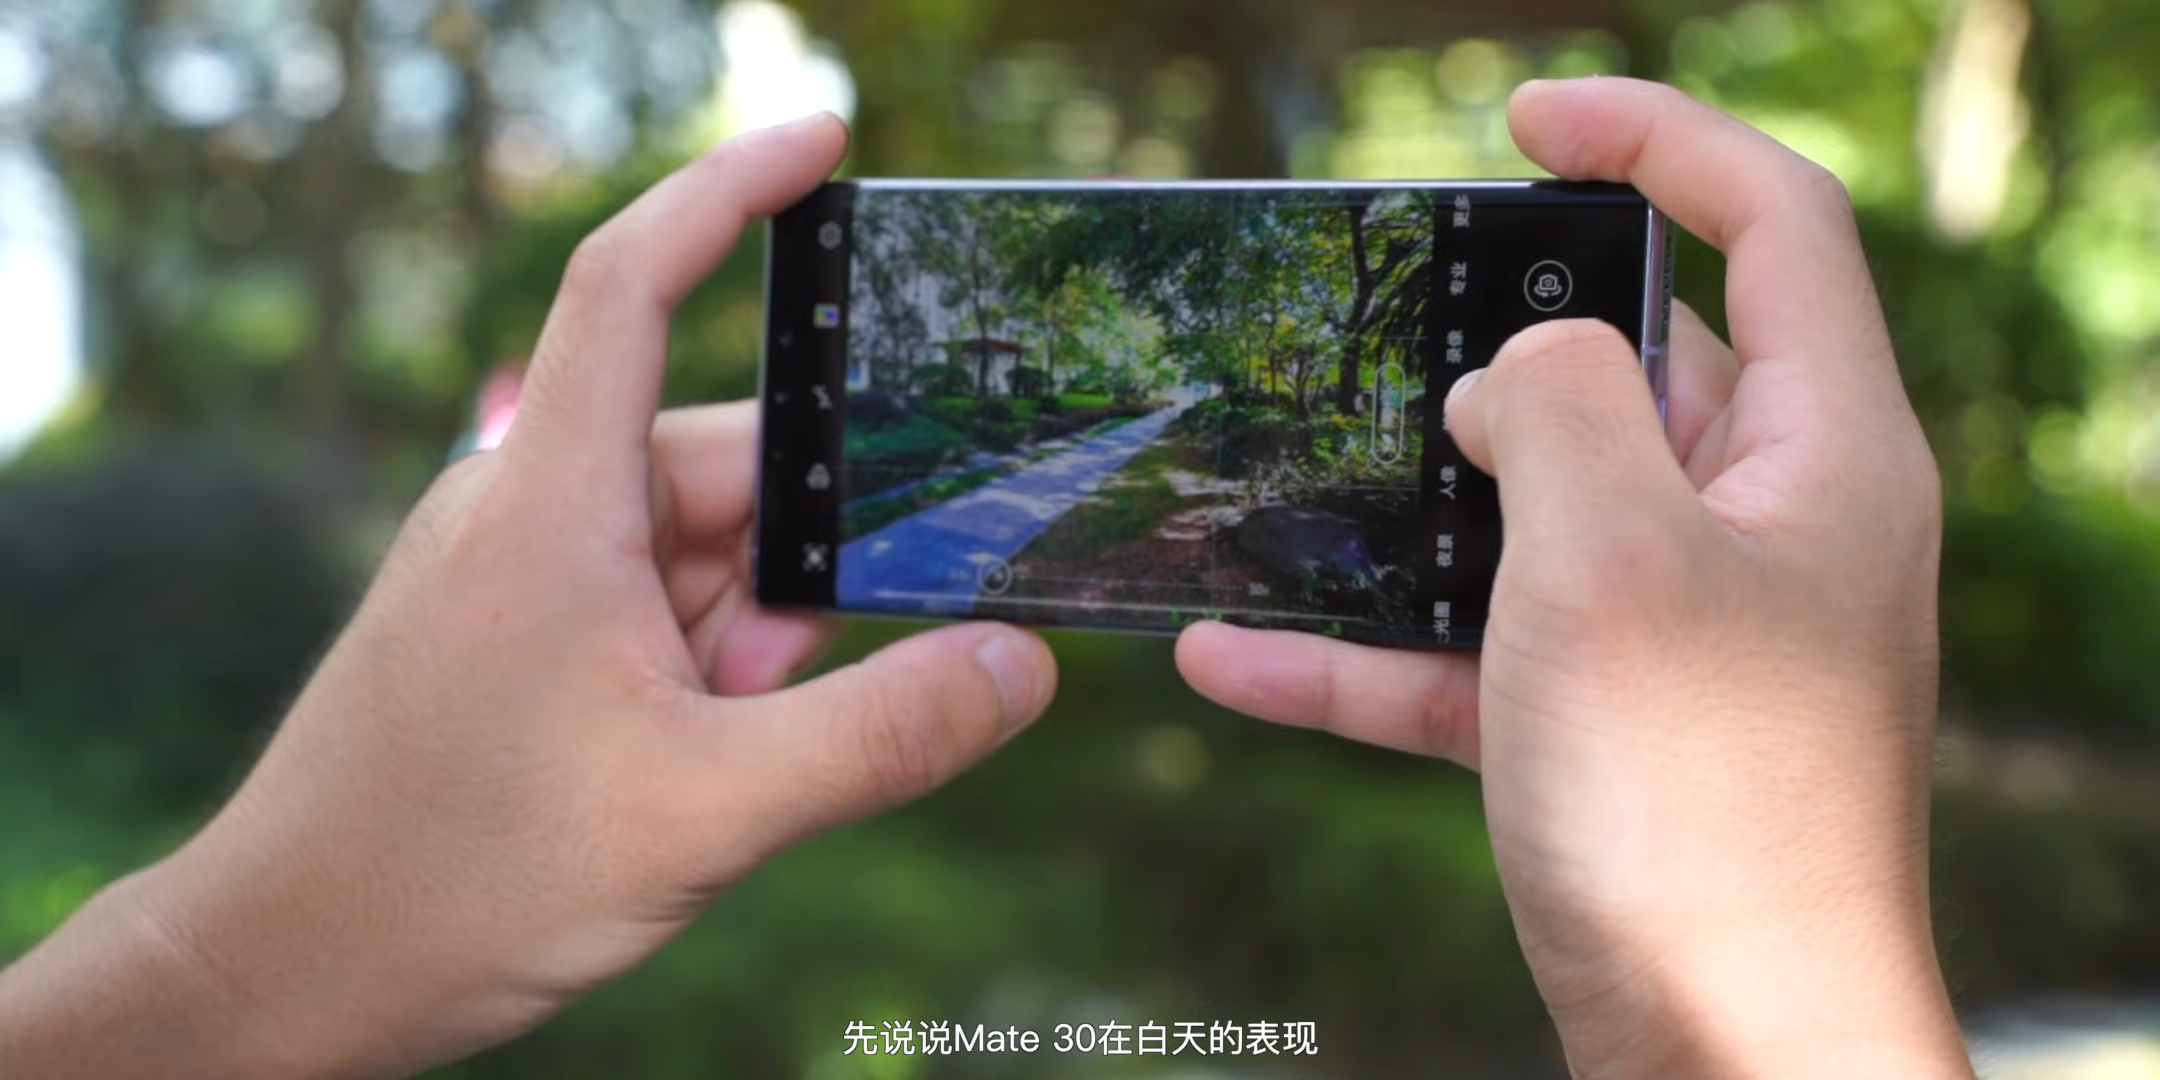 更多
专业
录像
人像
夜景
光圈
先说说Mate 30在白天的表现